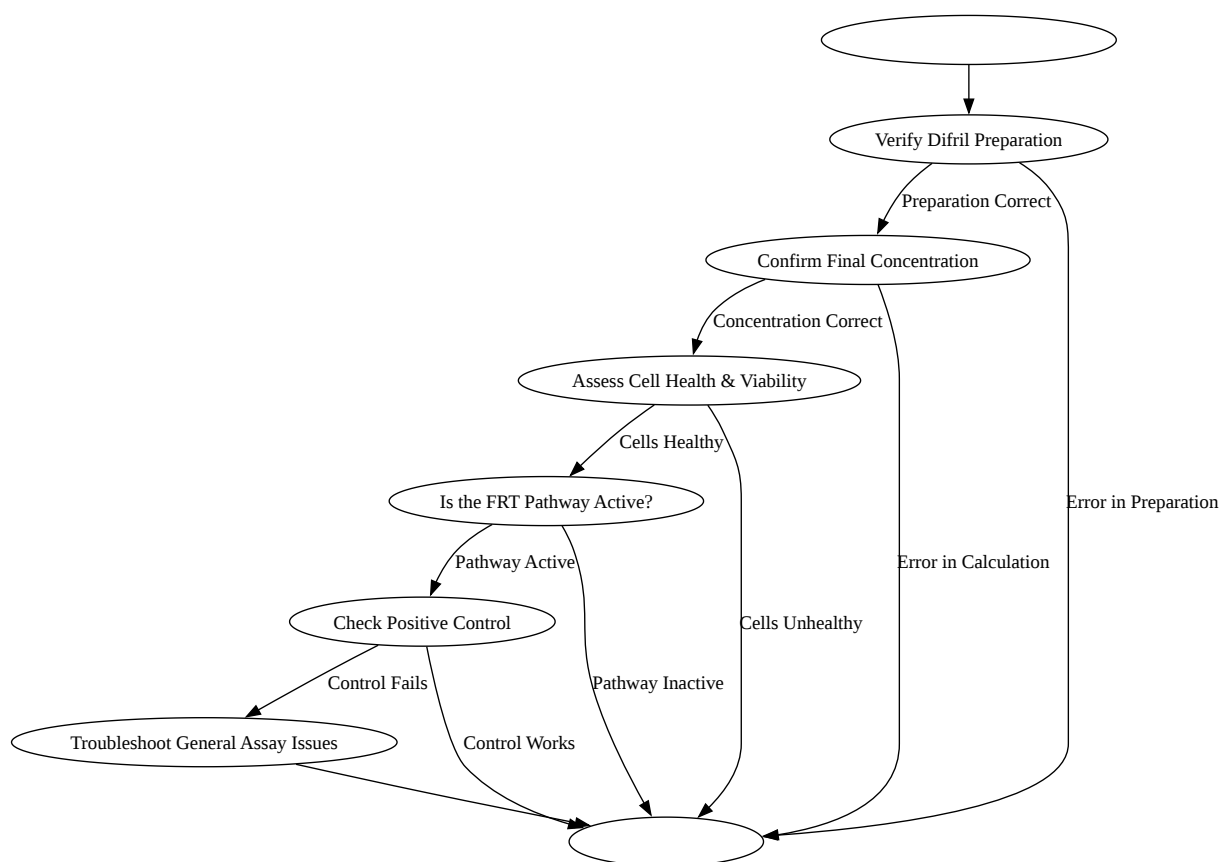 Verify Difril Preparation
Preparation Correct
Confirm Final Concentration
Concentration Correct
Assess Cell Health & Viability
Cells Healthy
Is the FRT Pathway Active?
Error in Preparation
Pathway Active
Error in Calculation
Check Positive Control
Cells Unhealthy
Control Fails
Pathway Inactive
Troubleshoot General Assay Issues
Control Works